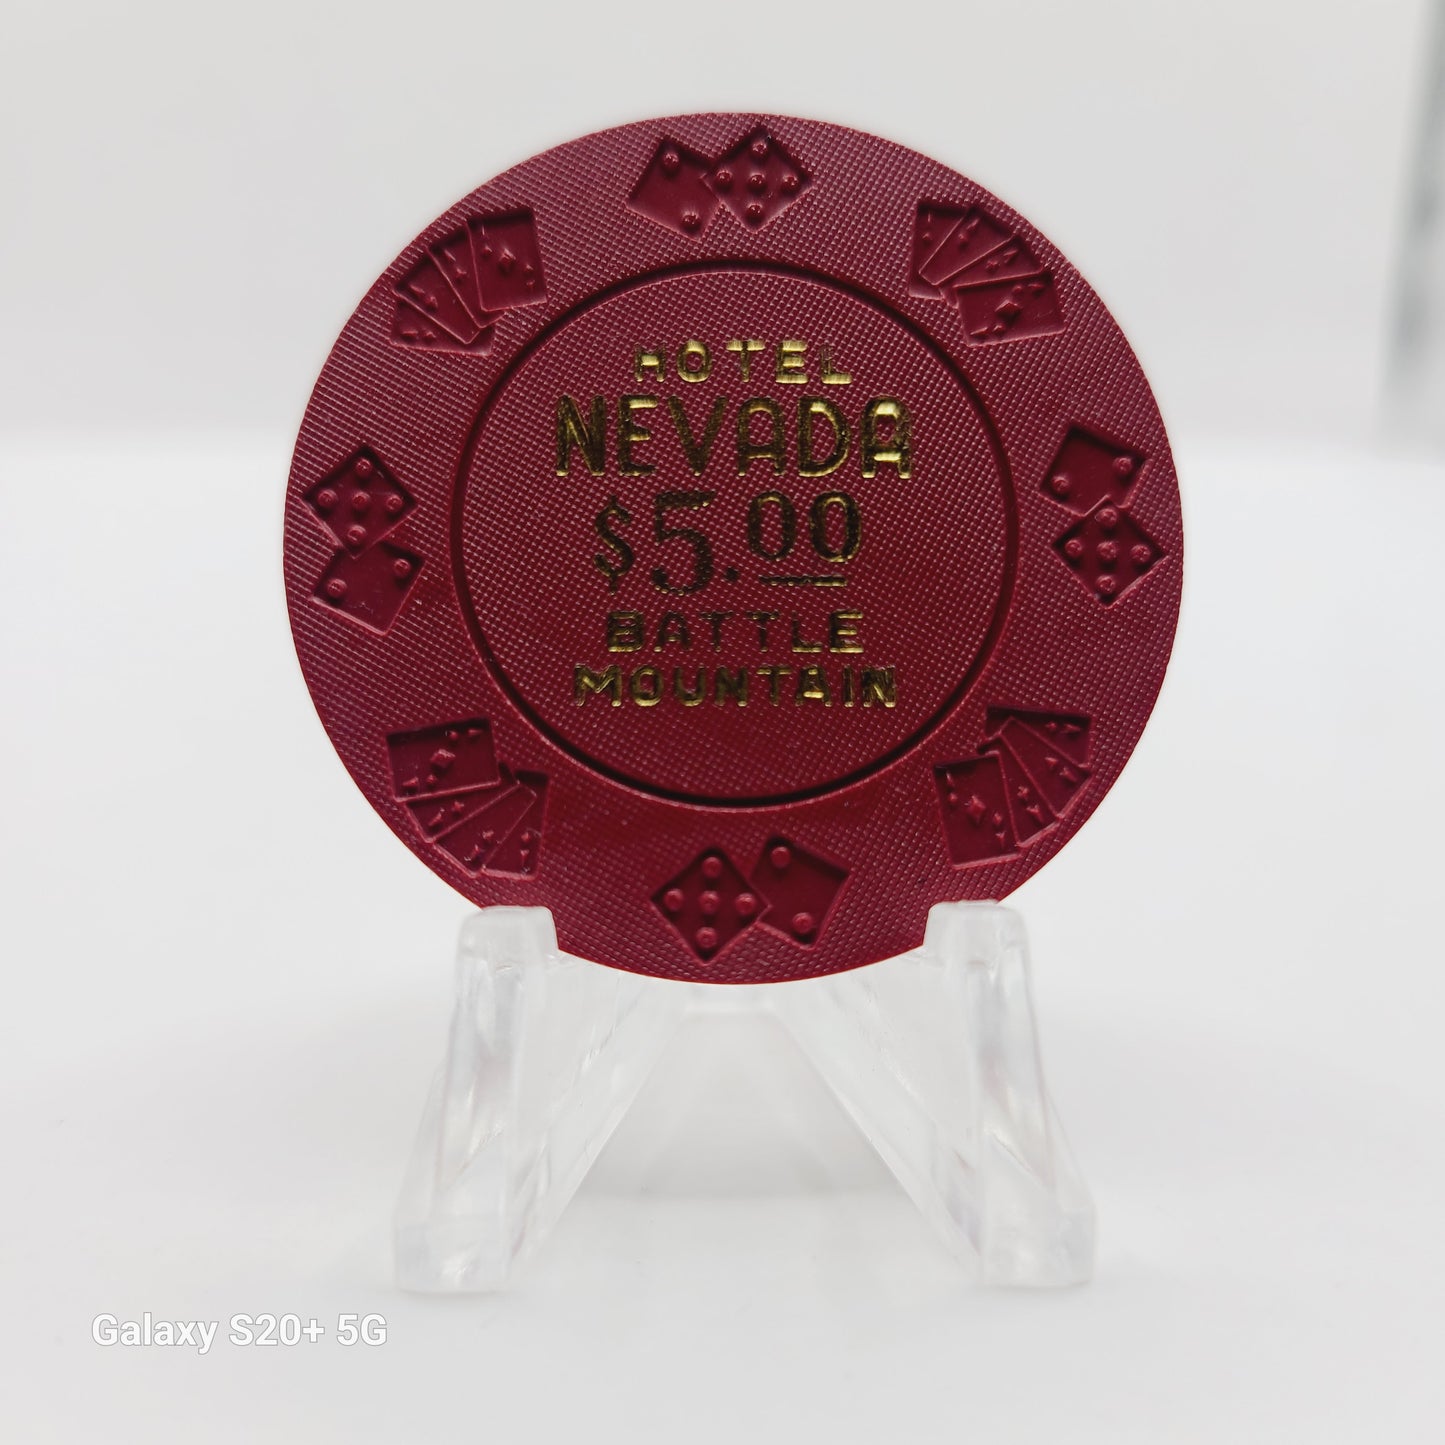 HOTEL
NEVADA
$5.00
BATTLE
MOUNTAIN
Galaxy S20+ 5G